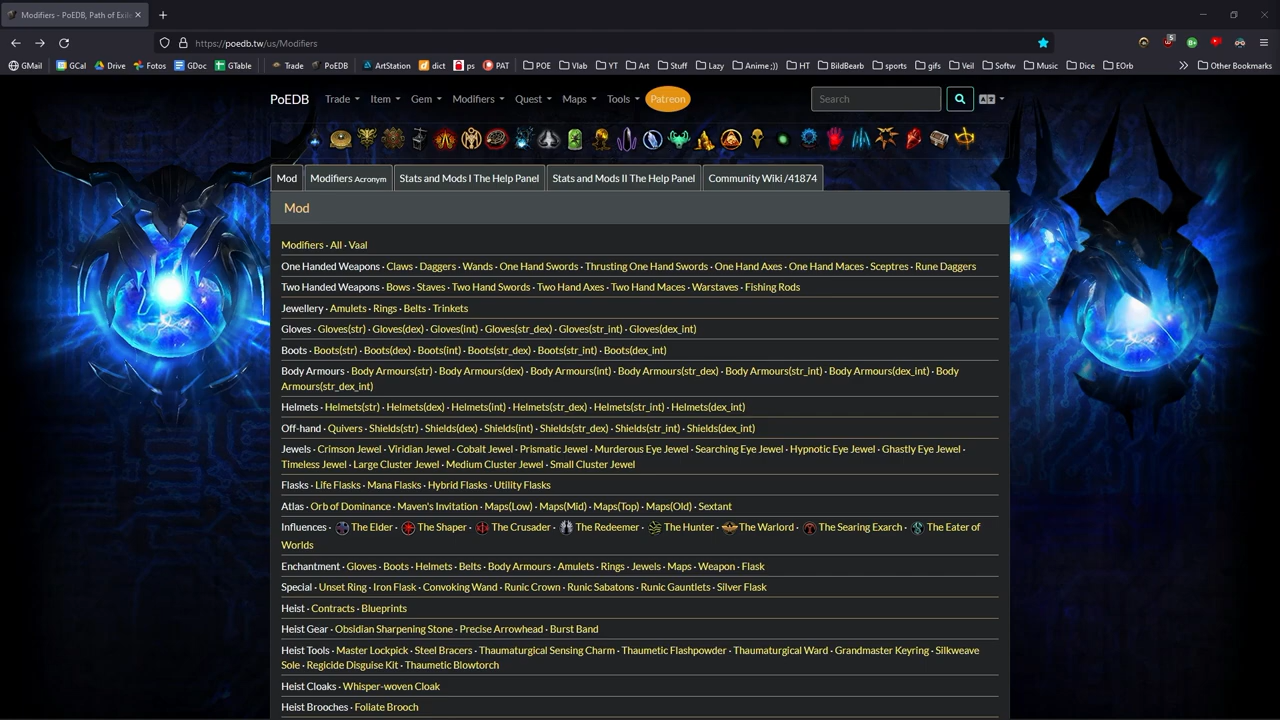 Modifiers - PoEDB, Path of Exile
https://poedb.tw/us/Modifiers
GMail GCal Drive Fotos GDoc GTable Trade PoEDB ArtStation dict ps PAT POE Vlab YT Art Stuff Lazy Anime ;)) HT BildBearb sports gifs Veil Softw Music Dice EOrb Other Bookmarks
PoEDB Trade Item Gem Modifiers Quest Maps Tools Patreon Search
Mod Modifiers Acronym Stats and Mods I The Help Panel Stats and Mods II The Help Panel Community Wiki /41874
Mod
Modifiers · All · Vaal
One Handed Weapons · Claws · Daggers · Wands · One Hand Swords · Thrusting One Hand Swords · One Hand Axes · One Hand Maces · Sceptres · Rune Daggers
Two Handed Weapons · Bows · Staves · Two Hand Swords · Two Hand Axes · Two Hand Maces · Warstaves · Fishing Rods
Jewellery · Amulets · Rings · Belts · Trinkets
Gloves · Gloves(str) · Gloves(dex) · Gloves(int) · Gloves(str_dex) · Gloves(str_int) · Gloves(dex_int)
Boots · Boots(str) · Boots(dex) · Boots(int) · Boots(str_dex) · Boots(str_int) · Boots(dex_int)
Body Armours · Body Armours(str) · Body Armours(dex) · Body Armours(int) · Body Armours(str_dex) · Body Armours(str_int) · Body Armours(dex_int) · Body
Armours(str_dex_int)
Helmets · Helmets(str) · Helmets(dex) · Helmets(int) · Helmets(str_dex) · Helmets(str_int) · Helmets(dex_int)
Off-hand · Quivers · Shields(str) · Shields(dex) · Shields(int) · Shields(str_dex) · Shields(str_int) · Shields(dex_int)
Jewels · Crimson Jewel · Viridian Jewel · Cobalt Jewel · Prismatic Jewel · Murderous Eye Jewel · Searching Eye Jewel · Hypnotic Eye Jewel · Ghastly Eye Jewel ·
Timeless Jewel · Large Cluster Jewel · Medium Cluster Jewel · Small Cluster Jewel
Flasks · Life Flasks · Mana Flasks · Hybrid Flasks · Utility Flasks
Atlas · Orb of Dominance · Maven's Invitation · Maps(Low) · Maps(Mid) · Maps(Top) · Maps(Old) · Sextant
Influences · The Elder · The Shaper · The Crusader · The Redeemer · The Hunter · The Warlord · The Searing Exarch · The Eater of
Worlds
Enchantment · Gloves · Boots · Helmets · Belts · Body Armours · Amulets · Rings · Jewels · Maps · Weapon · Flask
Special · Unset Ring · Iron Flask · Convoking Wand · Runic Crown · Runic Sabatons · Runic Gauntlets · Silver Flask
Heist · Contracts · Blueprints
Heist Gear · Obsidian Sharpening Stone · Precise Arrowhead · Burst Band
Heist Tools · Master Lockpick · Steel Bracers · Thaumaturgical Sensing Charm · Thaumetic Flashpowder · Thaumaturgical Ward · Grandmaster Keyring · Silkweave
Sole · Regicide Disguise Kit · Thaumetic Blowtorch
Heist Cloaks · Whisper-woven Cloak
Heist Brooches · Foliate Brooch